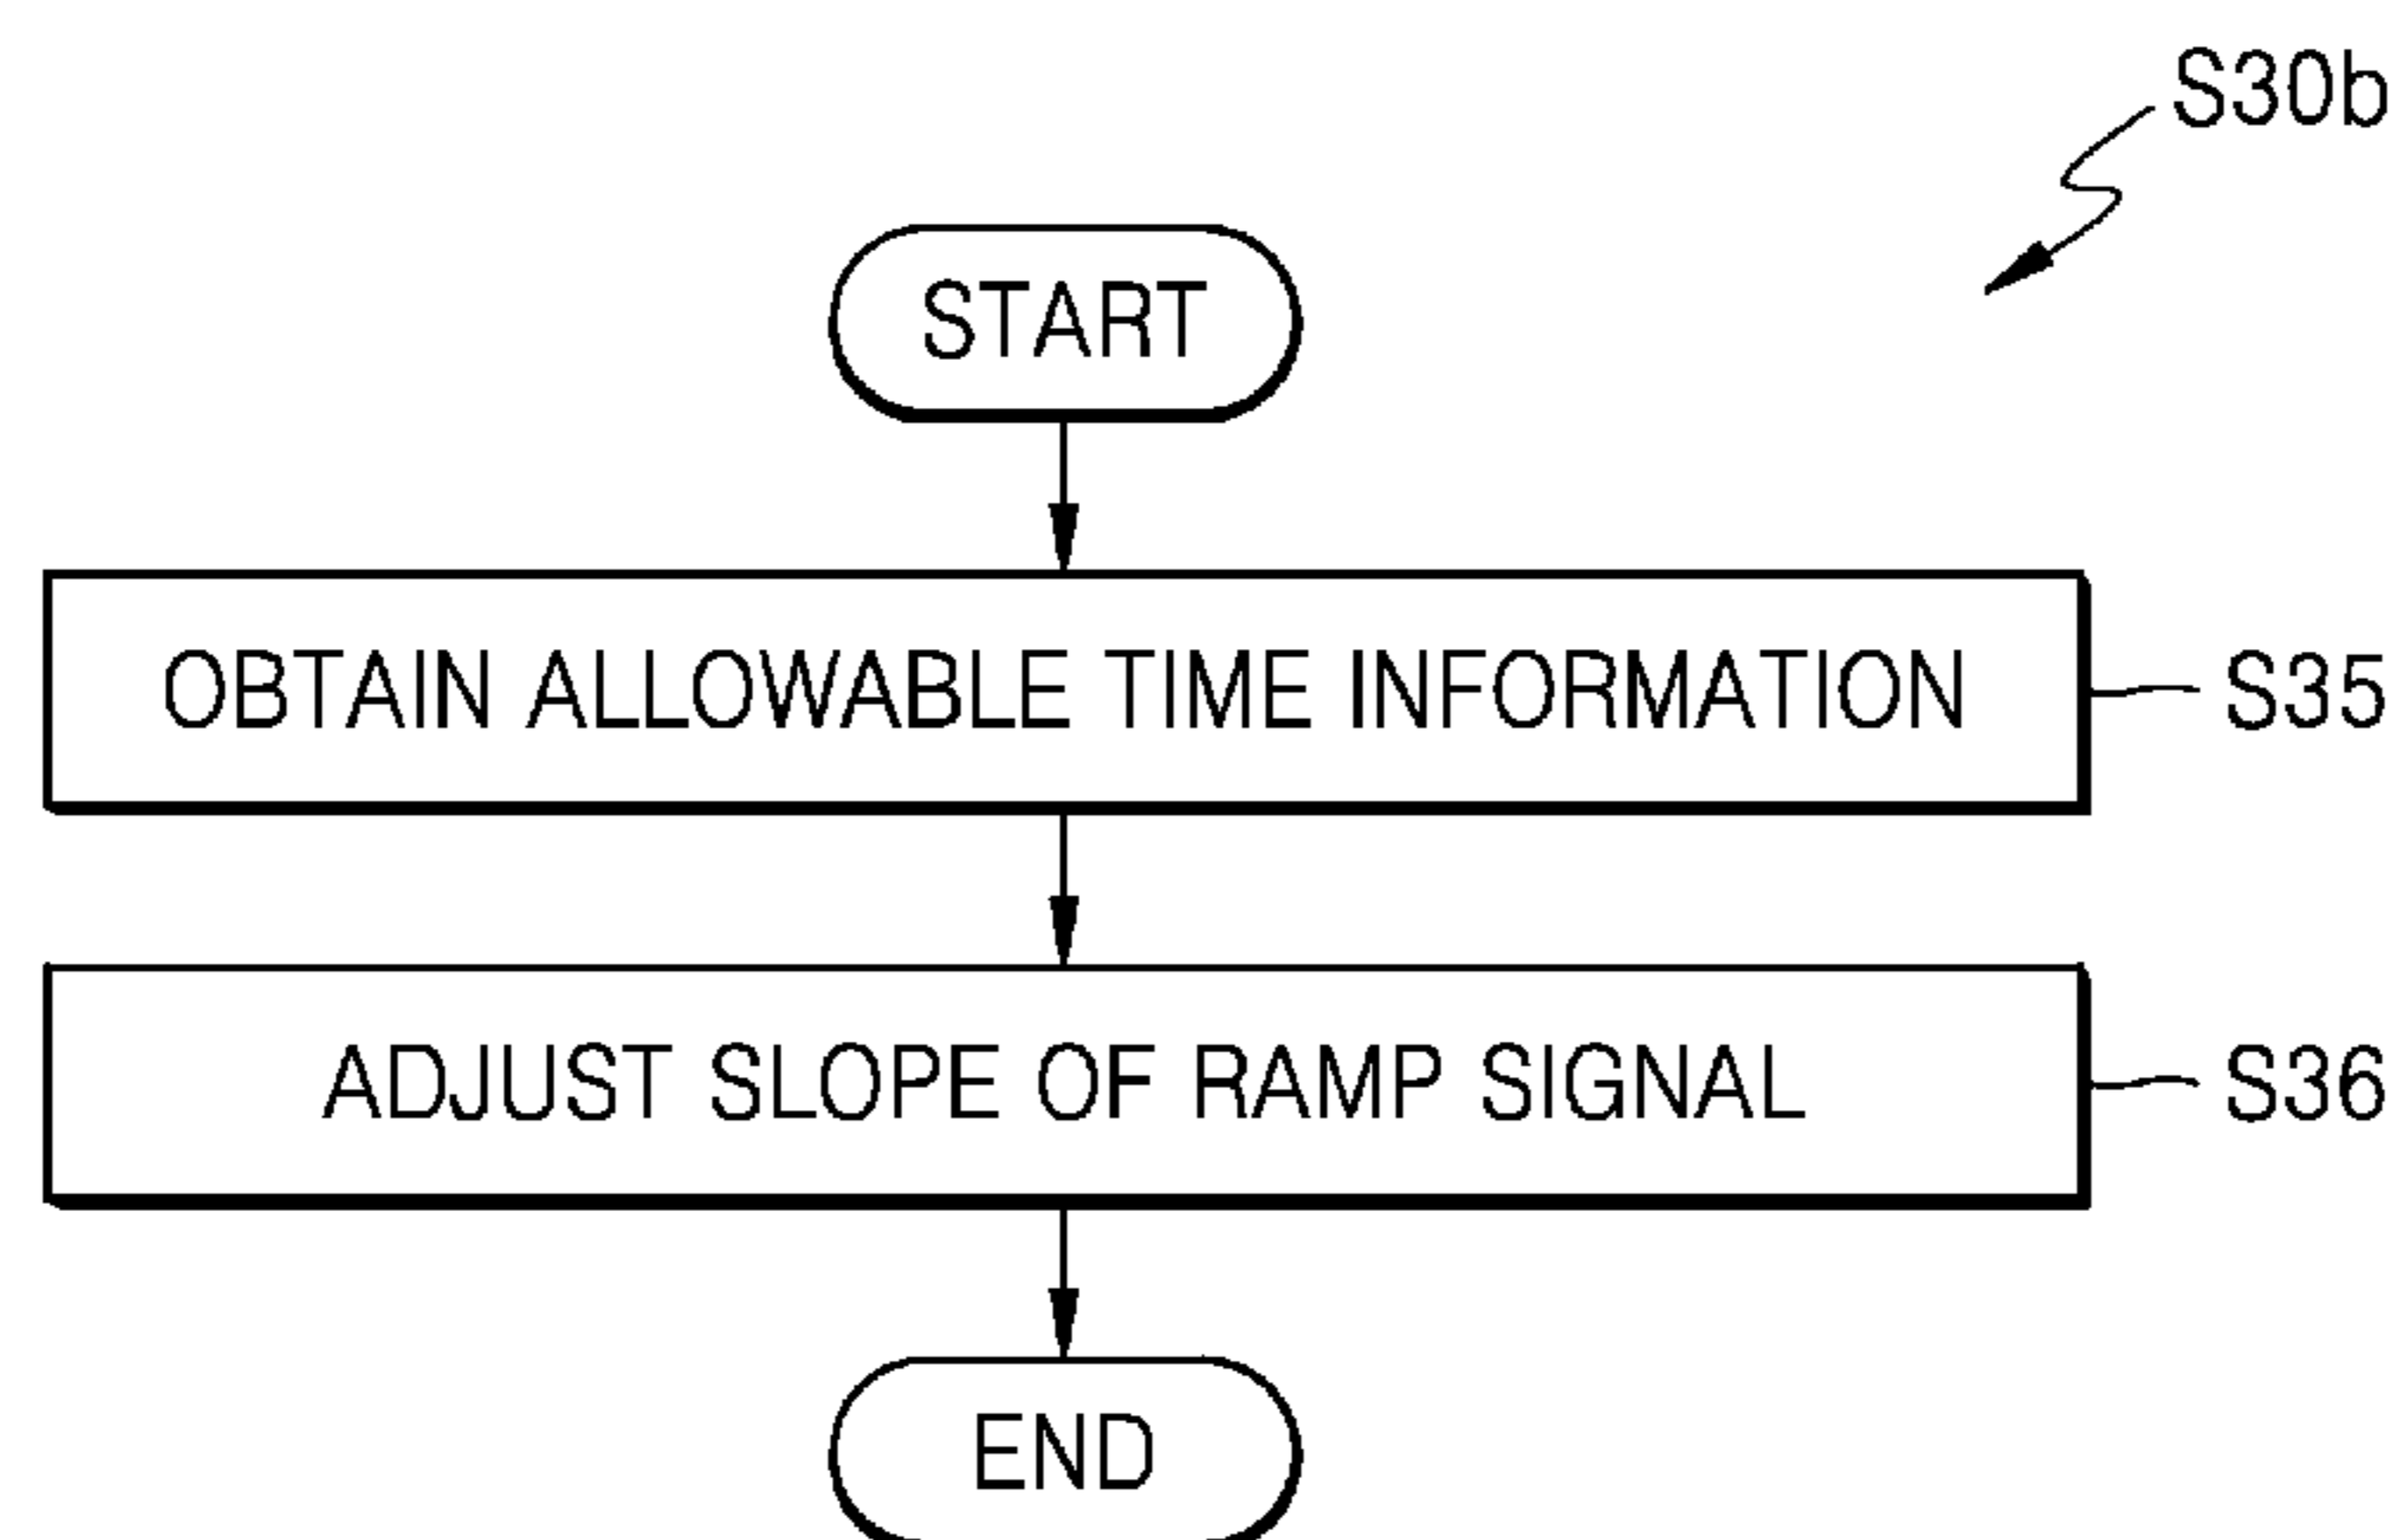 S30b
START
OBTAIN ALLOWABLE TIME INFORMATION
S35
ADJUST SLOPE OF RAMP SIGNAL
S36
END